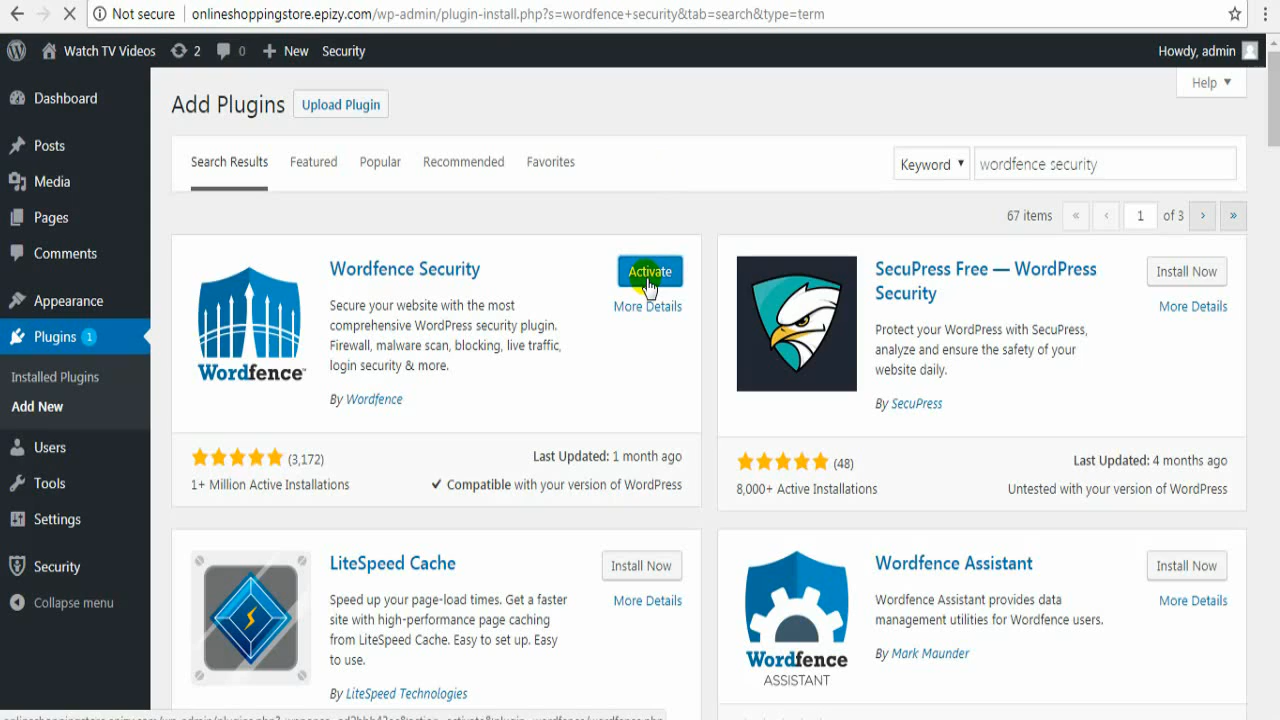 Not secure | onlineshoppingstore.epizy.com/wp-admin/plugin-install.php?s=wordfence+security&tab=search&type=term
Watch TV Videos 2 0 New Security Howdy, admin
Help
Add Plugins Upload Plugin
Dashboard
Posts
Media
Pages
Comments
Appearance
Plugins 1
Installed Plugins
Add New
Users
Tools
Settings
Security
Collapse menu
Search Results Featured Popular Recommended Favorites Keyword wordfence security
67 items « ‹ 1 of 3 › »
Wordfence™
Wordfence Security
Activate
More Details
Secure your website with the most
comprehensive WordPress security plugin.
Firewall, malware scan, blocking, live traffic,
login security & more.
By Wordfence
(3,172)
Last Updated: 1 month ago
1+ Million Active Installations
✔ Compatible with your version of WordPress
SecuPress Free — WordPress
Security
Install Now
More Details
Protect your WordPress with SecuPress,
analyze and ensure the safety of your
website daily.
By SecuPress
(48)
Last Updated: 4 months ago
8,000+ Active Installations
Untested with your version of WordPress
LiteSpeed Cache
Install Now
More Details
Speed up your page-load times. Get a faster
site with high-performance page caching
from LiteSpeed Cache. Easy to set up. Easy
to use.
By LiteSpeed Technologies
Wordfence
ASSISTANT
Wordfence Assistant
Install Now
More Details
Wordfence Assistant provides data
management utilities for Wordfence users.
By Mark Maunder